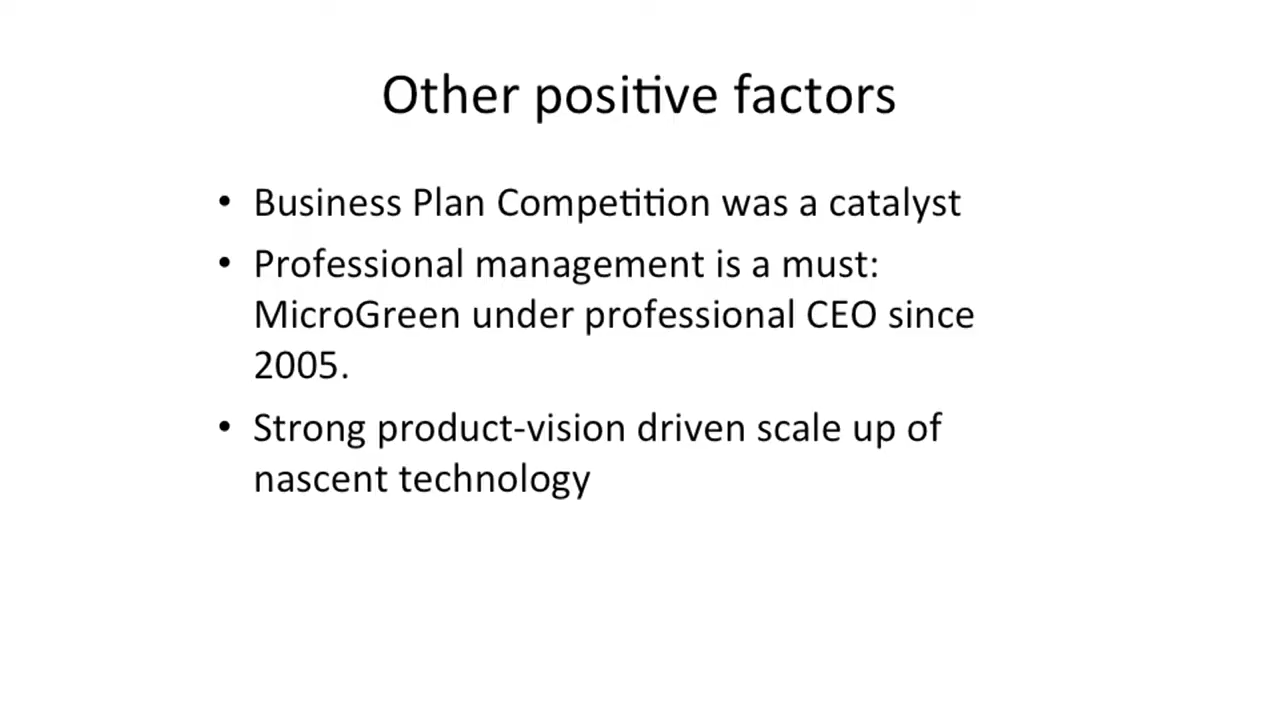 Other positive factors
• Business Plan Competition was a catalyst
• Professional management is a must:
MicroGreen under professional CEO since
2005.
• Strong product-vision driven scale up of
nascent technology